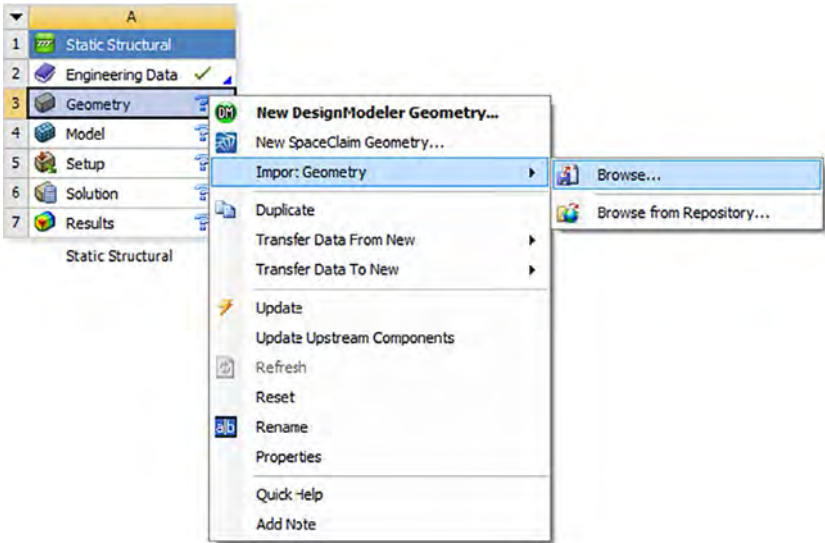 A
1 Static Structural
2 Engineering Data
3 Geometry
4 Model
5 Setup
6 Solution
7 Results
Static Structural
DM New DesignModeler Geometry...
New SpaceClaim Geometry...
Import Geometry
Duplicate
Transfer Data From New
Transfer Data To New
Update
Update Upstream Components
Refresh
Reset
a|b Rename
Properties
Quick Help
Add Note
Browse...
Browse from Repository...